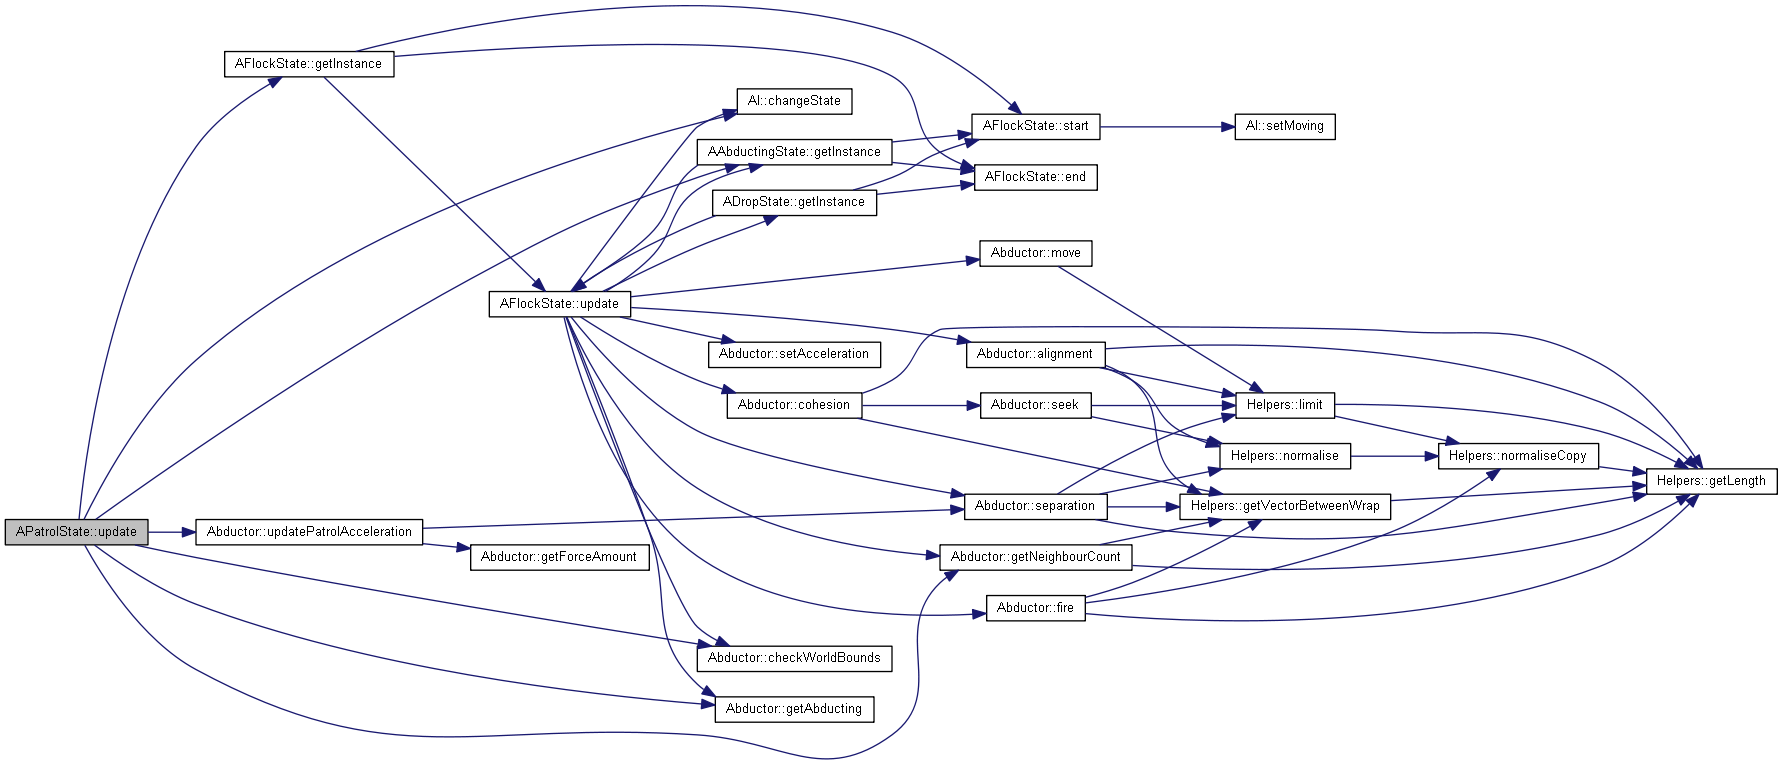 AFlockState::getInstance
AI::changeState
AFlockState::start
AI::setMoving
AAbductingState::getInstance
AFlockState::end
ADropState::getInstance
Abductor::move
AFlockState::update
Abductor::setAcceleration
Abductor::alignment
Abductor::cohesion
Abductor::seek
Helpers::limit
Helpers::normalise
Helpers::normaliseCopy
Helpers::getLength
Abductor::separation
Helpers::getVectorBetweenWrap
APatrolState::update
Abductor::updatePatrolAcceleration
Abductor::getForceAmount
Abductor::getNeighbourCount
Abductor::fire
Abductor::checkWorldBounds
Abductor::getAbducting